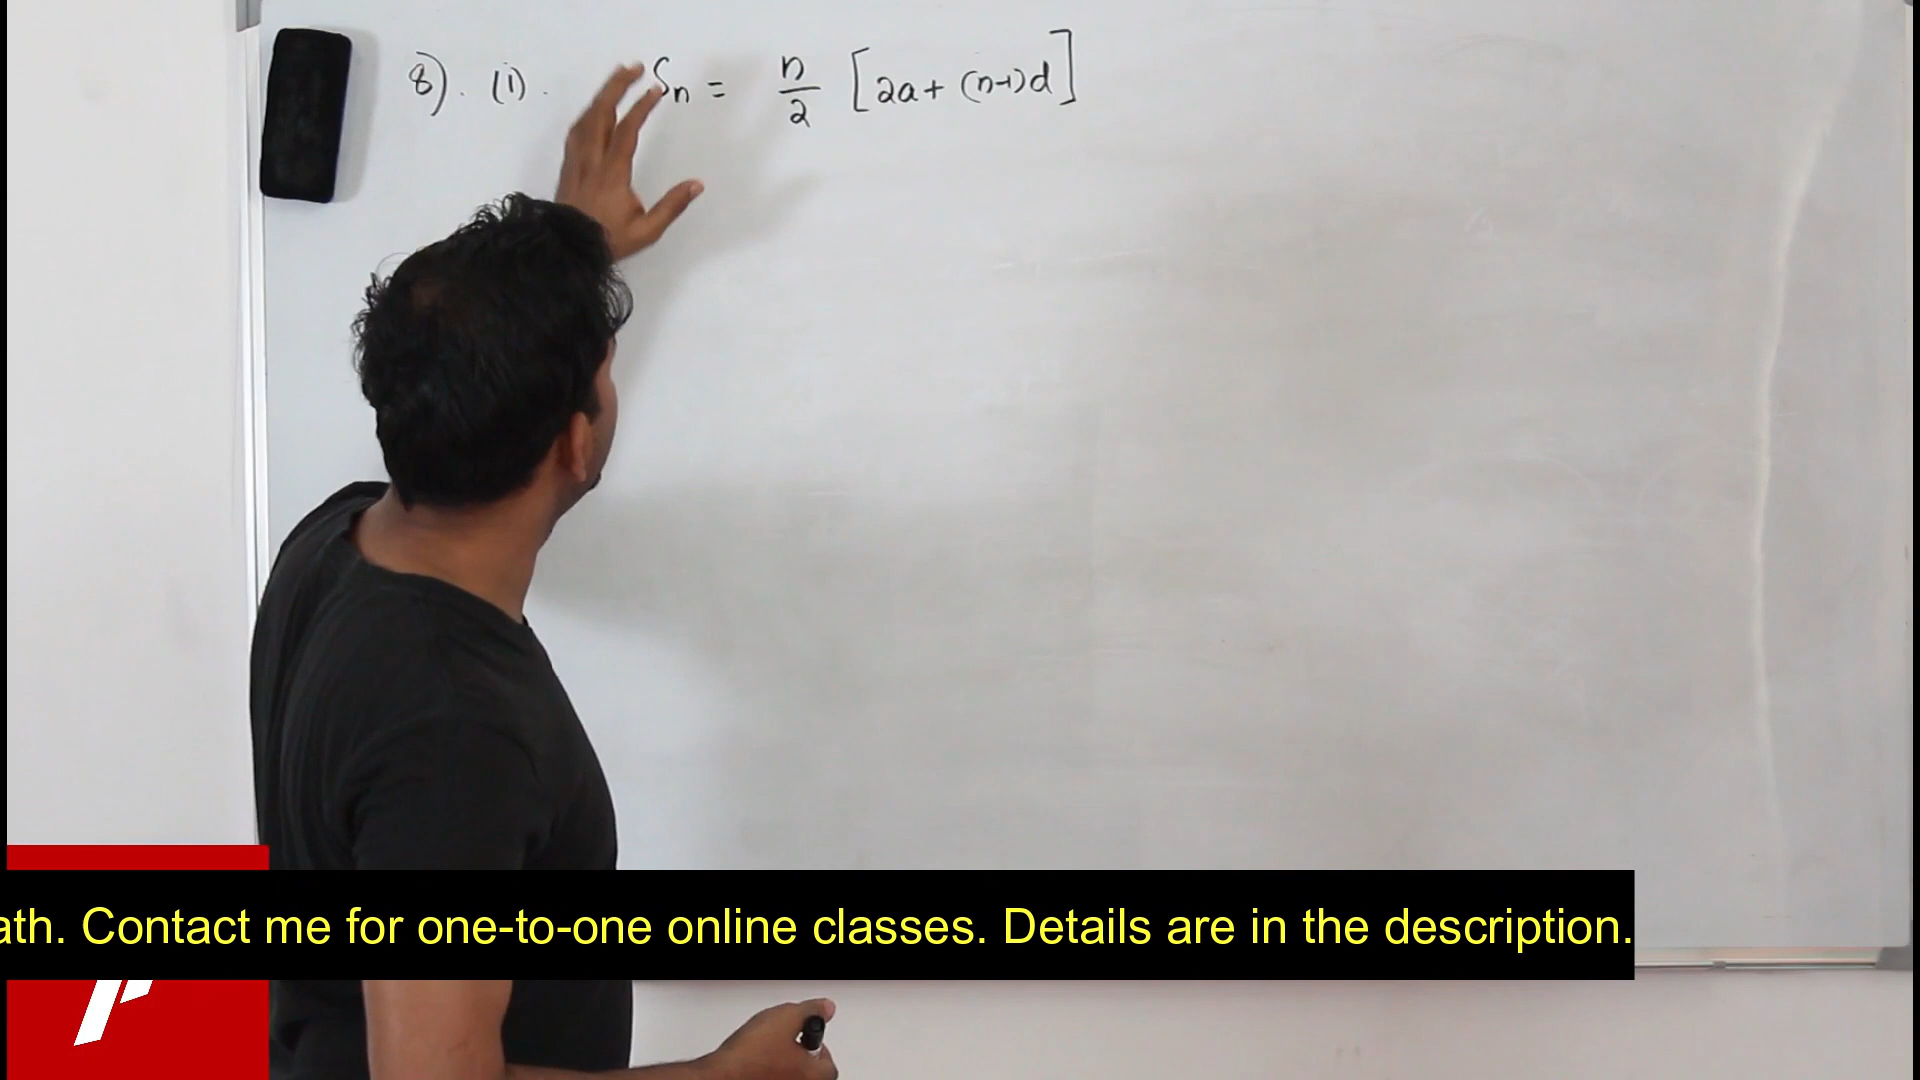 8). (i). Sn = n/2 [2a + (n-1)d]
ath. Contact me for one-to-one online classes. Details are in the description.